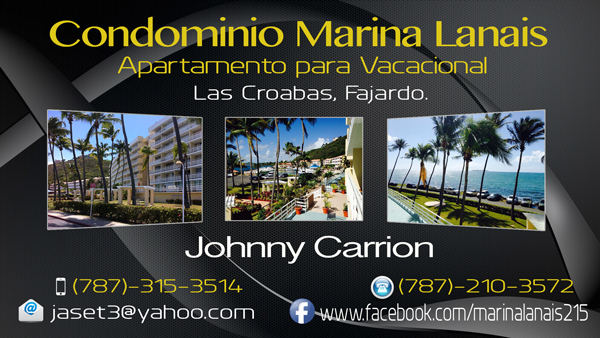 Condominio Marina Lanais
Apartamento para Vacacional
Las Croabas, Fajardo.
Johnny Carrion
(787)-315-3514
(787)-210-3572
jaset3@yahoo.com
www.facebook.com/marinalanais215